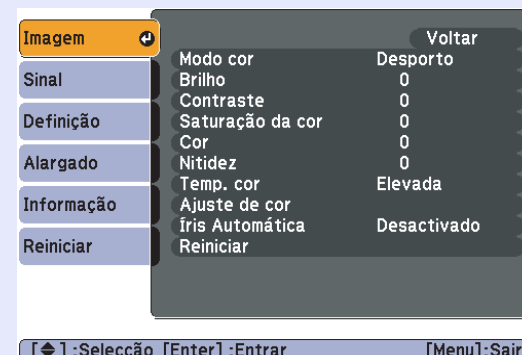 Imagem
Sinal
Definição
Alargado
Informação
Reiniciar
Voltar
Modo cor Desporto
Brilho 0
Contraste 0
Saturação da cor 0
Cor 0
Nitidez 0
Temp. cor Elevada
Ajuste de cor
Íris Automática Desactivado
Reiniciar
[ ] :Selecção [Enter] :Entrar [Menu]:Sair